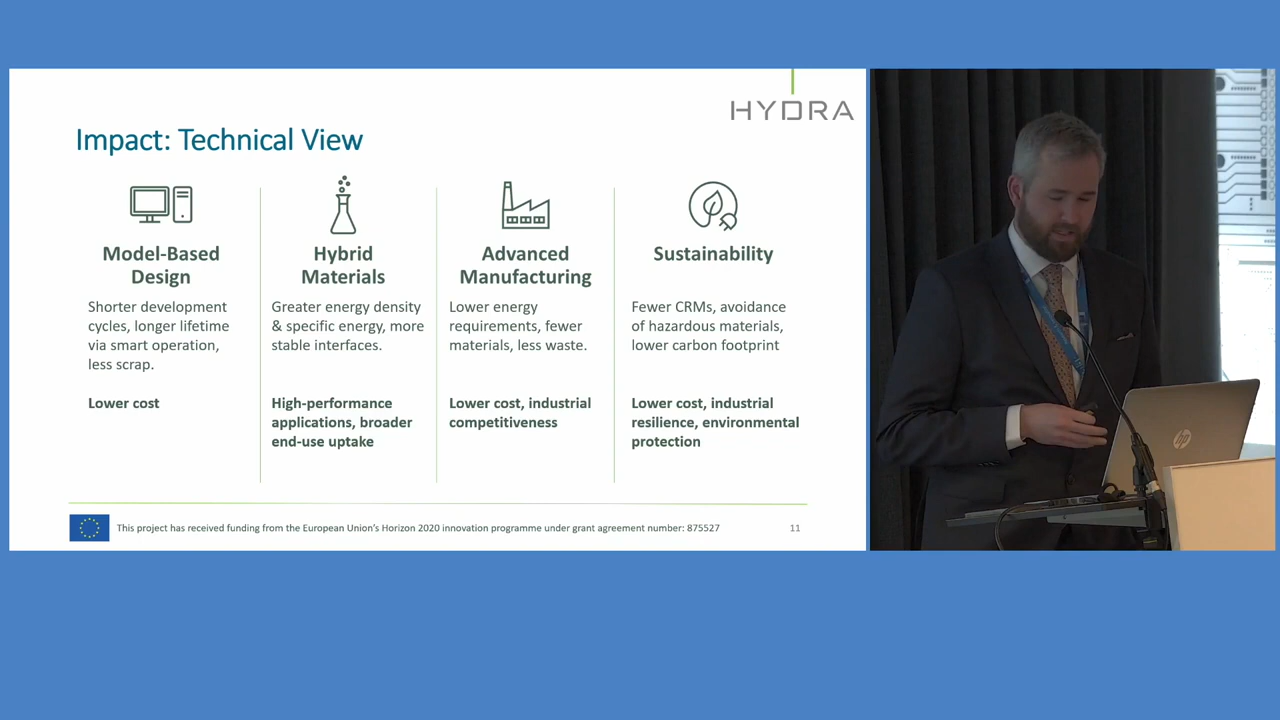 HYDRA
Impact: Technical View
Model-Based
Design
Shorter development
cycles, longer lifetime
via smart operation,
less scrap.
Lower cost
Hybrid
Materials
Greater energy density
& specific energy, more
stable interfaces.
High-performance
applications, broader
end-use uptake
Advanced
Manufacturing
Lower energy
requirements, fewer
materials, less waste.
Lower cost, industrial
competitiveness
Sustainability
Fewer CRMs, avoidance
of hazardous materials,
lower carbon footprint
Lower cost, industrial
resilience, environmental
protection
This project has received funding from the European Union's Horizon 2020 innovation programme under grant agreement number: 875527
11
hp